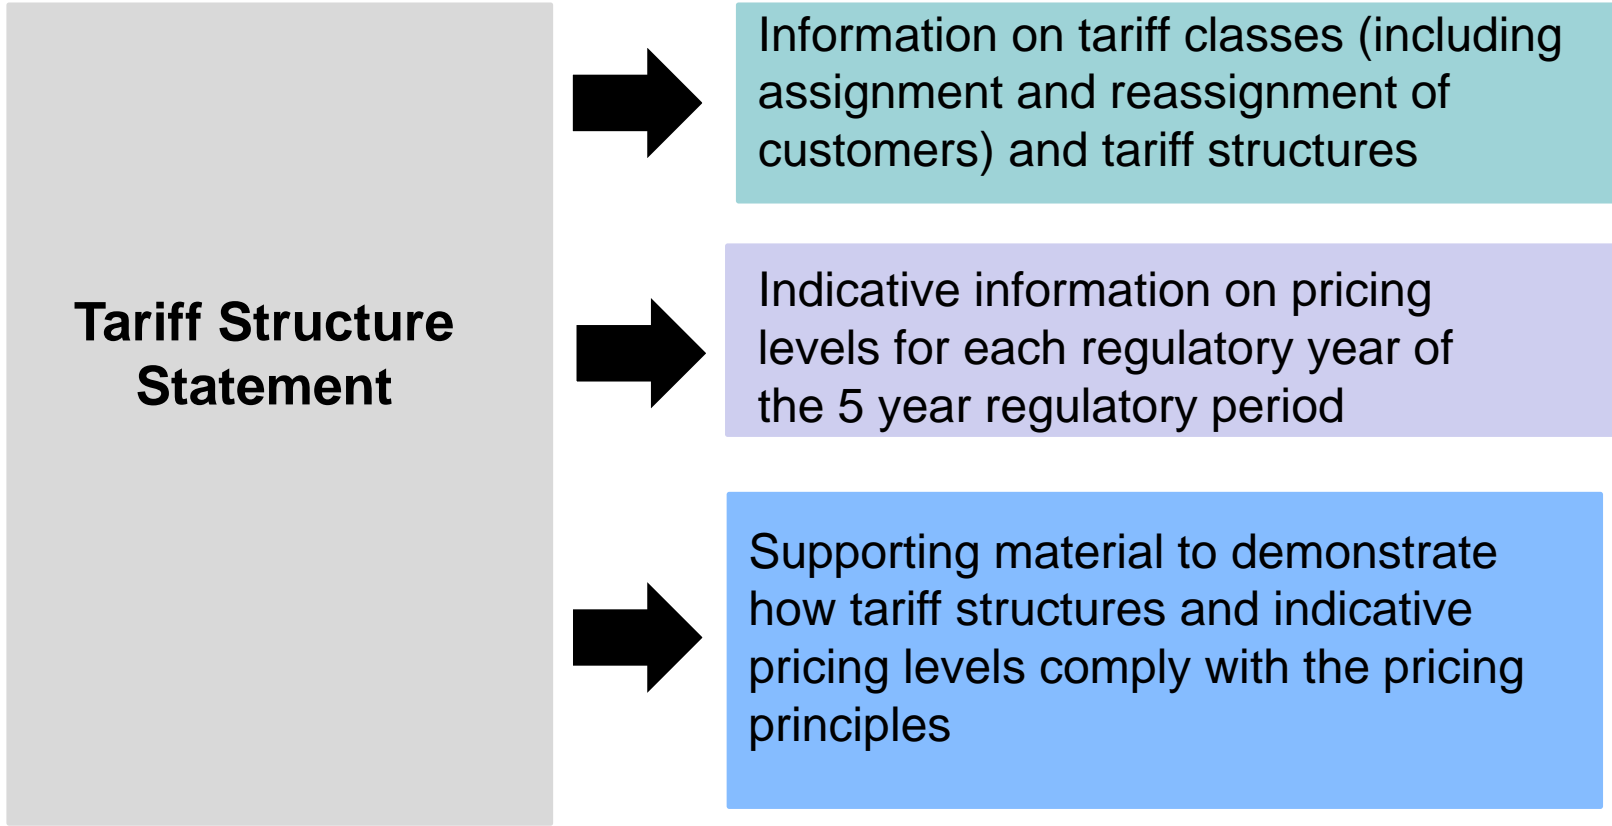 Tariff Structure
Statement
Information on tariff classes (including
assignment and reassignment of
customers) and tariff structures
Indicative information on pricing
levels for each regulatory year of
the 5 year regulatory period
Supporting material to demonstrate
how tariff structures and indicative
pricing levels comply with the pricing
principles